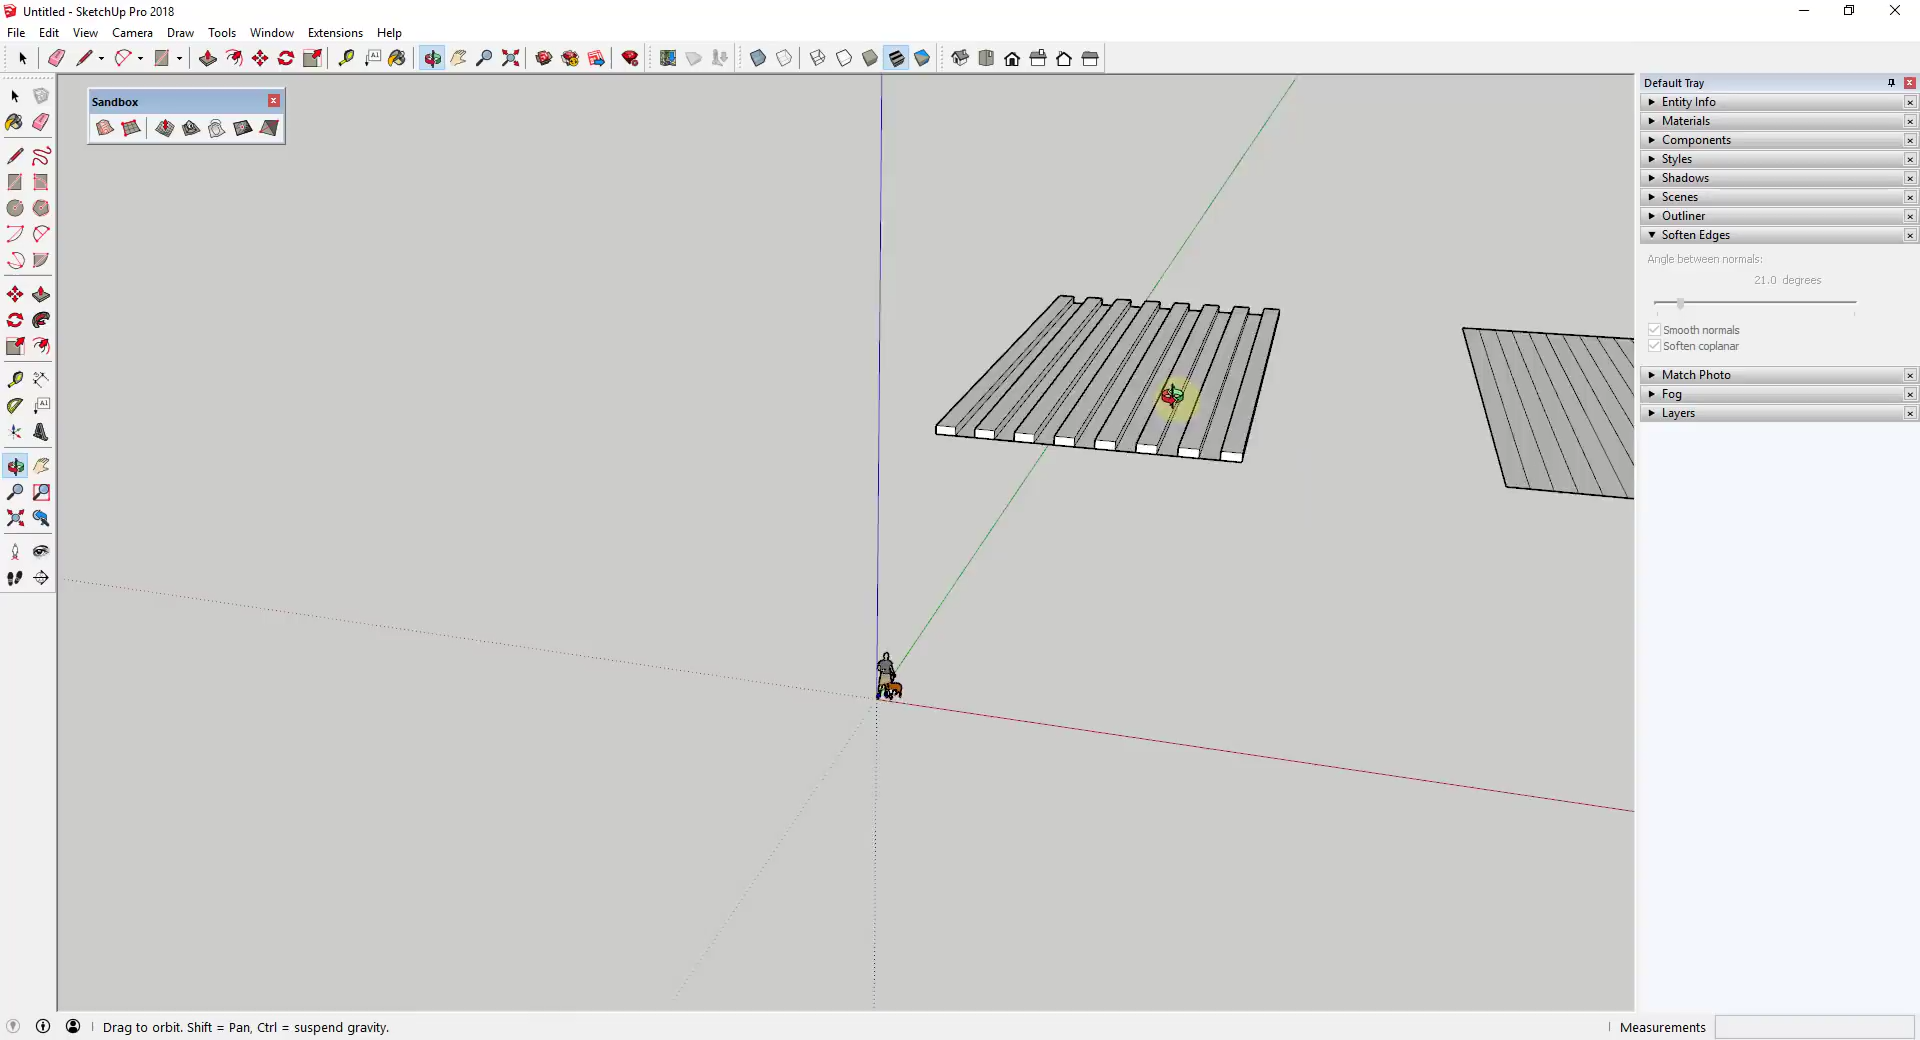 Untitled - SketchUp Pro 2018
File Edit View Camera Draw Tools Window Extensions Help
Sandbox
Default Tray
Entity Info
Materials
Components
Styles
Shadows
Scenes
Outliner
Soften Edges
Angle between normals:
21.0 degrees
Smooth normals
Soften coplanar
Match Photo
Fog
Layers
Drag to orbit. Shift = Pan, Ctrl = suspend gravity.
Measurements